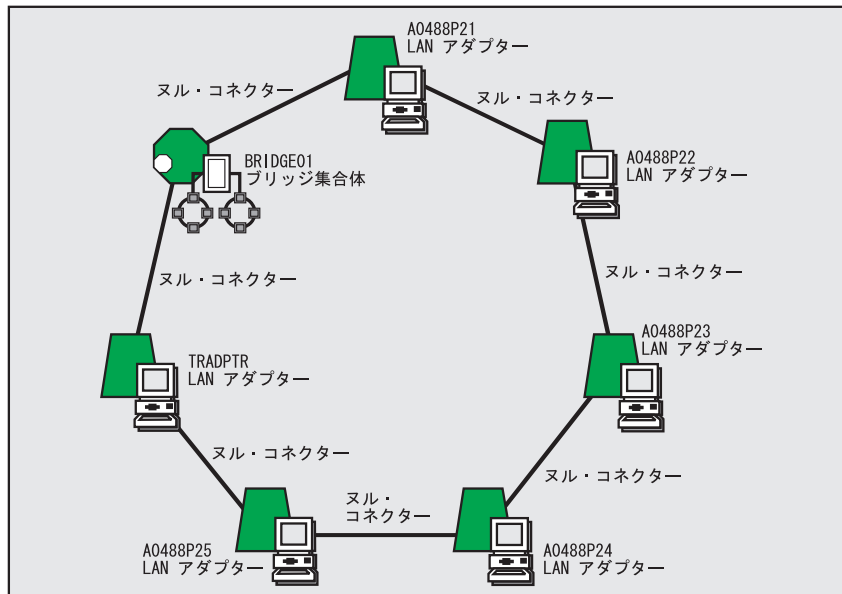 A0488P21
LAN アダプター
ヌル・コネクター
ヌル・コネクター
BRIDGE01
ブリッジ集合体
A0488P22
LAN アダプター
ヌル・コネクター
ヌル・コネクター
TRADPTR
LAN アダプター
A0488P23
LAN アダプター
ヌル・コネクター
ヌル・コネクター
ヌル・
コネクター
A0488P25
LAN アダプター
A0488P24
LAN アダプター